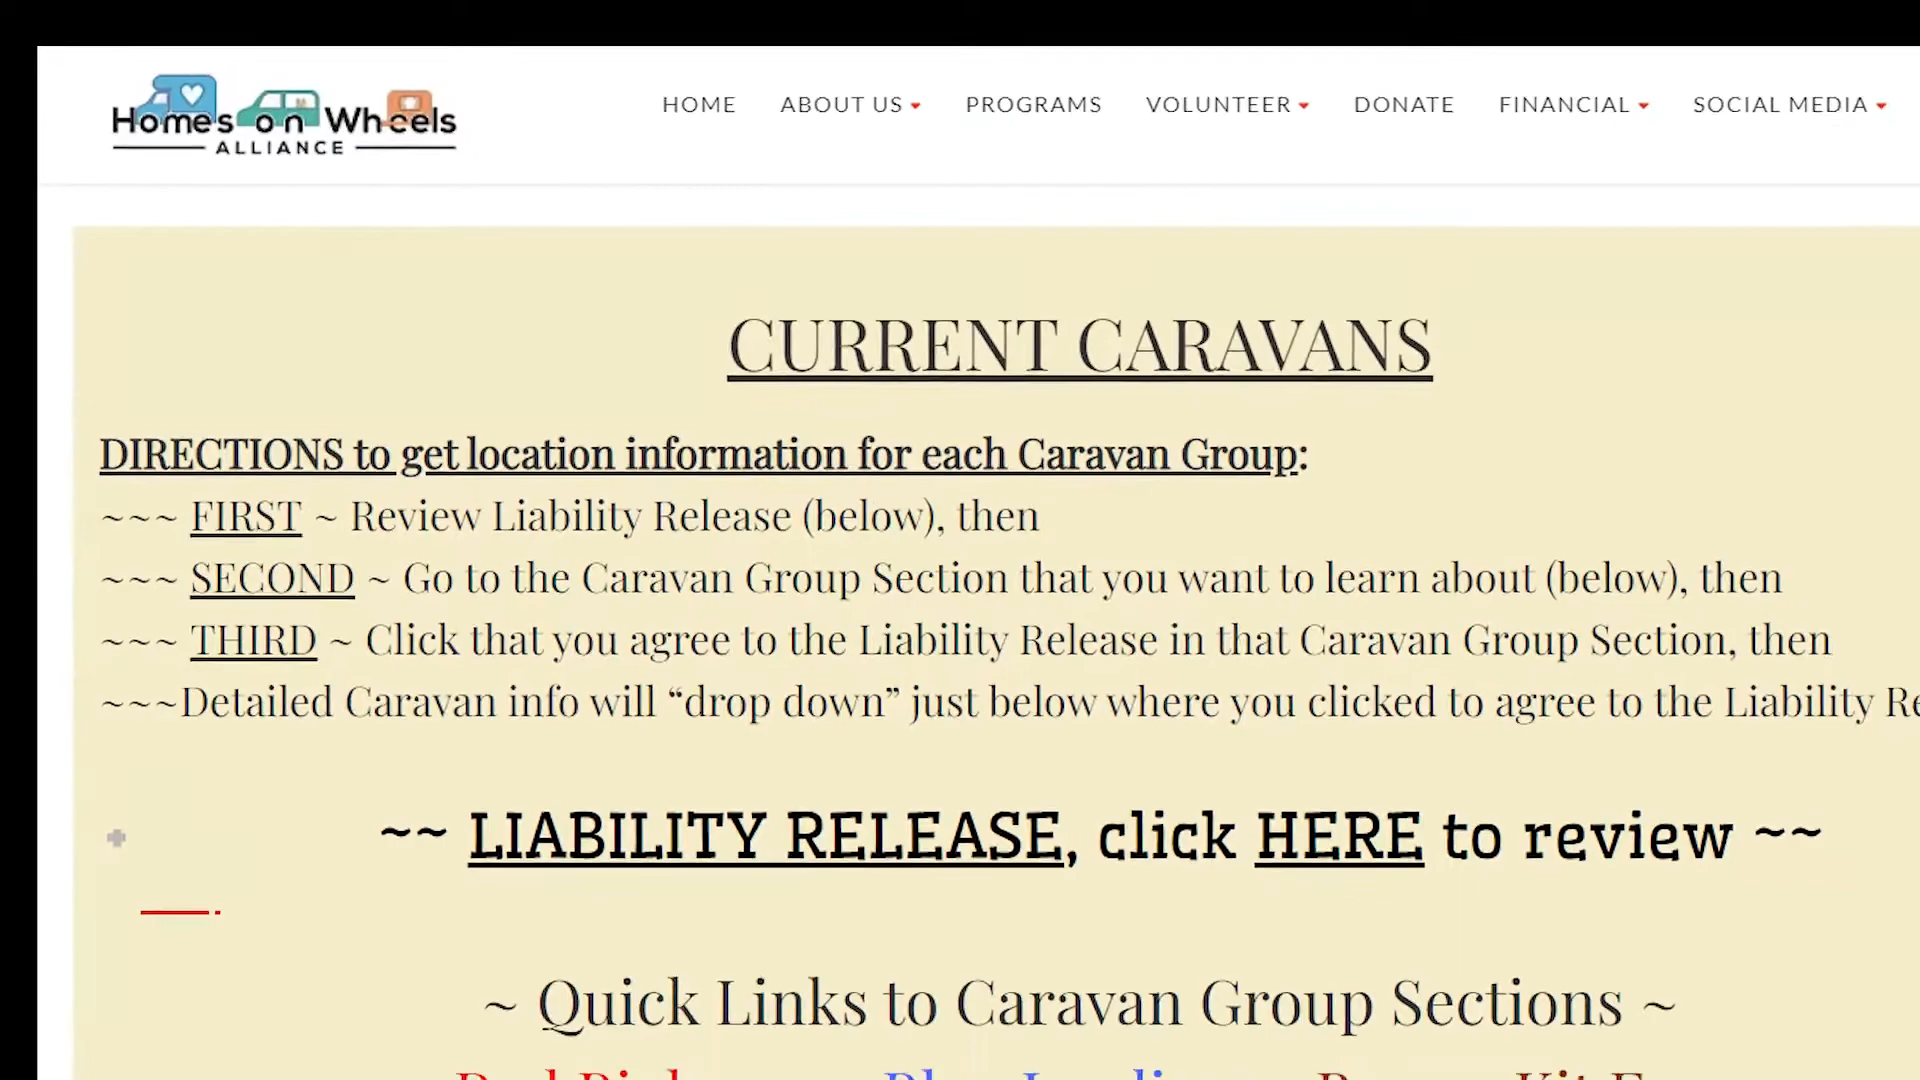 Homes on Wheels
ALLIANCE
HOME ABOUT US PROGRAMS VOLUNTEER DONATE FINANCIAL SOCIAL MEDIA
CURRENT CARAVANS
DIRECTIONS to get location information for each Caravan Group:
~~~ FIRST ~ Review Liability Release (below), then
~~~ SECOND ~ Go to the Caravan Group Section that you want to learn about (below), then
~~~ THIRD ~ Click that you agree to the Liability Release in that Caravan Group Section, then
~~~Detailed Caravan info will “drop down” just below where you clicked to agree to the Liability
~~ LIABILITY RELEASE, click HERE to review ~~
~ Quick Links to Caravan Group Sections ~